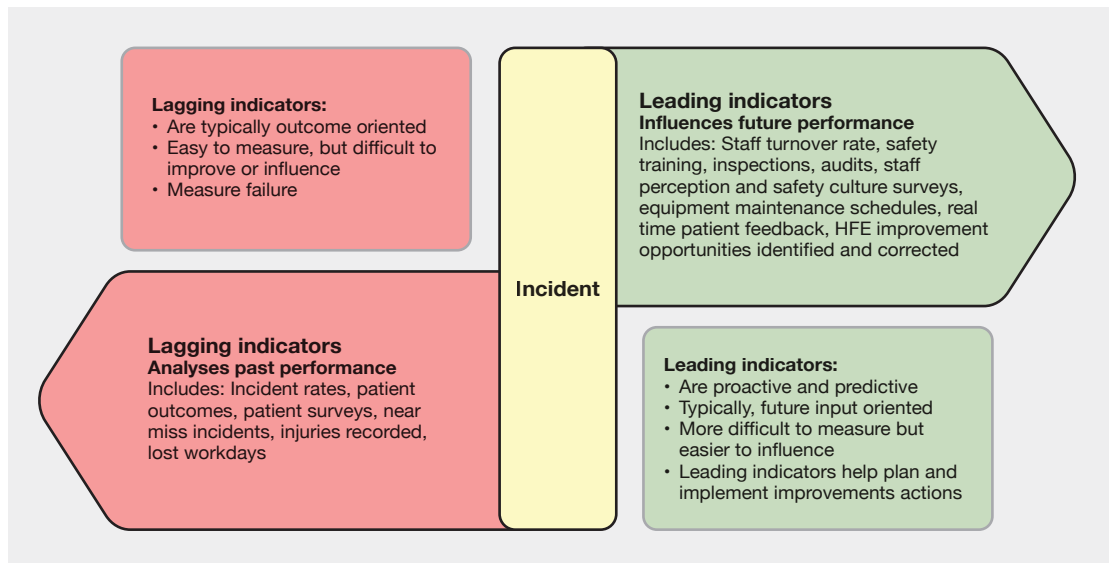 Lagging indicators:
• Are typically outcome oriented
• Easy to measure, but difficult to
improve or influence
• Measure failure
Lagging indicators
Analyses past performance
Includes: Incident rates, patient
outcomes, patient surveys, near
miss incidents, injuries recorded,
lost workdays
Incident
Leading indicators
Influences future performance
Includes: Staff turnover rate, safety
training, inspections, audits, staff
perception and safety culture surveys,
equipment maintenance schedules, real
time patient feedback, HFE improvement
opportunities identified and corrected
Leading indicators:
• Are proactive and predictive
• Typically, future input oriented
• More difficult to measure but
easier to influence
• Leading indicators help plan and
implement improvements actions